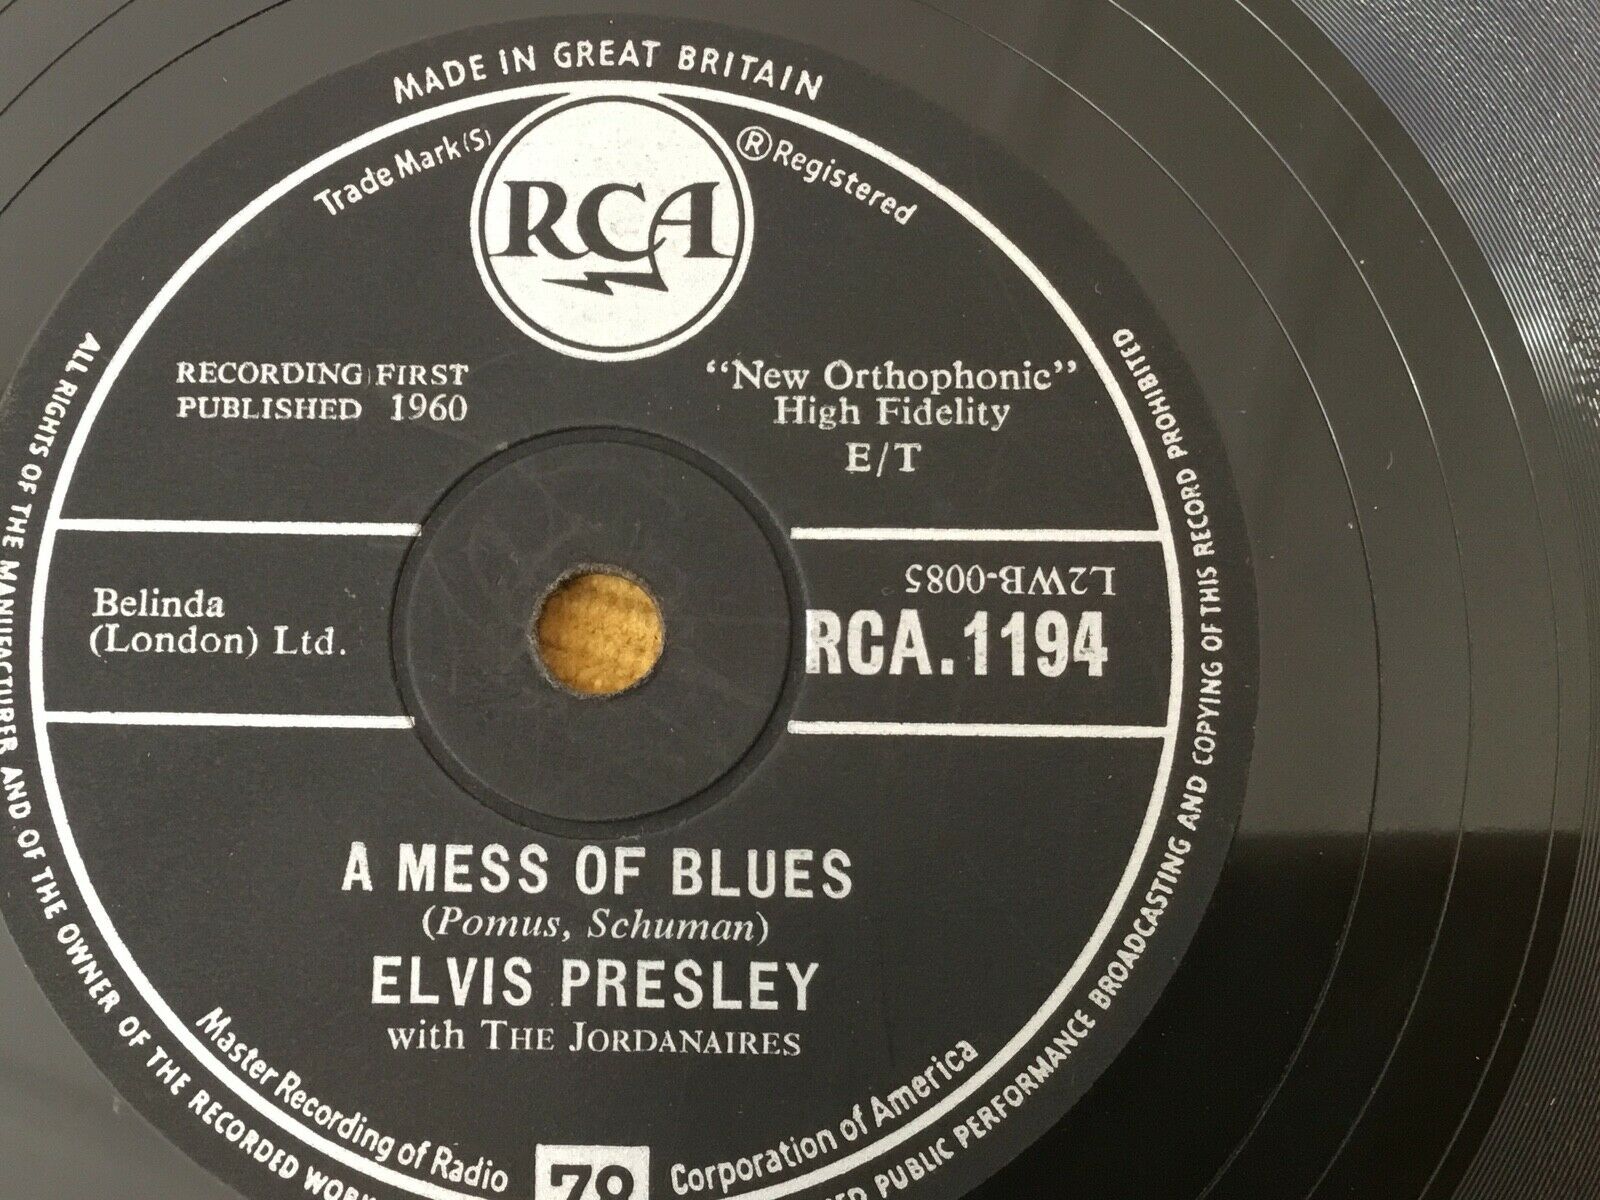 MADE IN GREAT BRITAIN
Trade Mark(S)
® Registered
RCA
RECORDING FIRST
PUBLISHED 1960
"New Orthophonic"
High Fidelity
E/T
Belinda
(London) Ltd.
L2WB-0085
RCA.1194
A MESS OF BLUES
(Pomus, Schuman)
ELVIS PRESLEY
with THE JORDANAIRES
Master Recording of Radio Corporation of America
78
ALL RIGHTS OF THE MANUFACTURER AND OF THE OWNER OF THE RECORDED WORK
PUBLIC PERFORMANCE BROADCASTING AND COPYING OF THIS RECORD PROHIBITED